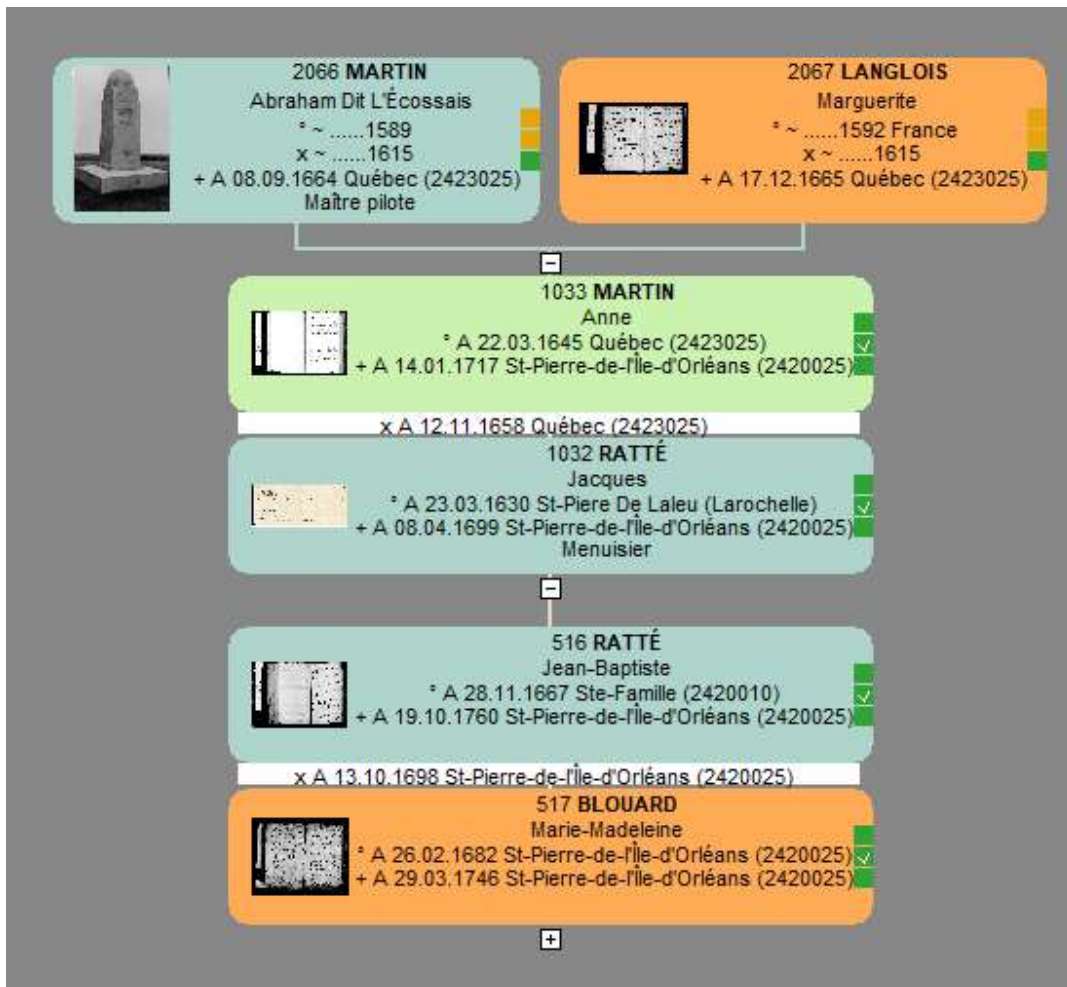 2066 MARTIN
Abraham Dit L'Écossais
° ~ ......1589
x ~ ......1615
+ A 08.09.1664 Québec (2423025)
Maître pilote
2067 LANGLOIS
Marguerite
° ~ ......1592 France
x ~ ......1615
+ A 17.12.1665 Québec (2423025)
1033 MARTIN
Anne
° A 22.03.1645 Québec (2423025)
+ A 14.01.1717 St-Pierre-de-l'Île-d'Orléans (2420025)
x A 12.11.1658 Québec (2423025)
1032 RATTÉ
Jacques
° A 23.03.1630 St-Piere De Laleu (Larochelle)
+ A 08.04.1699 St-Pierre-de-l'Île-d'Orléans (2420025)
Menuisier
516 RATTÉ
Jean-Baptiste
° A 28.11.1667 Ste-Famille (2420010)
+ A 19.10.1760 St-Pierre-de-l'Île-d'Orléans (2420025)
x A 13.10.1698 St-Pierre-de-l'Île-d'Orléans (2420025)
517 BLOUARD
Marie-Madeleine
° A 26.02.1682 St-Pierre-de-l'Île-d'Orléans (2420025)
+ A 29.03.1746 St-Pierre-de-l'Île-d'Orléans (2420025)